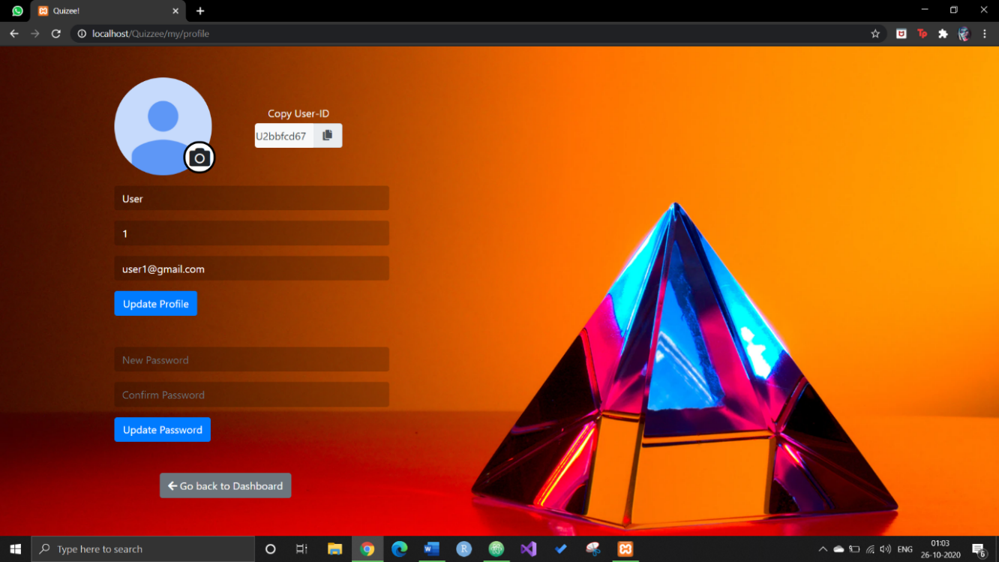 Quizee!
localhost/Quizzee/my/profile
Copy User-ID
U2bbfcd67
User
1
user1@gmail.com
Update Profile
New Password
Confirm Password
Update Password
Go back to Dashboard
Type here to search
ENG
01:03
26-10-2020
6